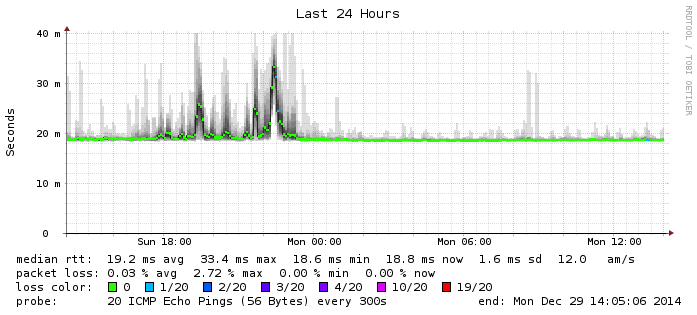 Last 24 Hours
RRDTOOL / TOBI OETIKER
Seconds
40 m
30 m
20 m
10 m
0
Sun 18:00 Mon 00:00 Mon 06:00 Mon 12:00
median rtt: 19.2 ms avg 33.4 ms max 18.6 ms min 18.8 ms now 1.6 ms sd 12.0 am/s
packet loss: 0.03 % avg 2.72 % max 0.00 % min 0.00 % now
loss color: 0 1/20 2/20 3/20 4/20 10/20 19/20
probe: 20 ICMP Echo Pings (56 Bytes) every 300s end: Mon Dec 29 14:05:06 2014